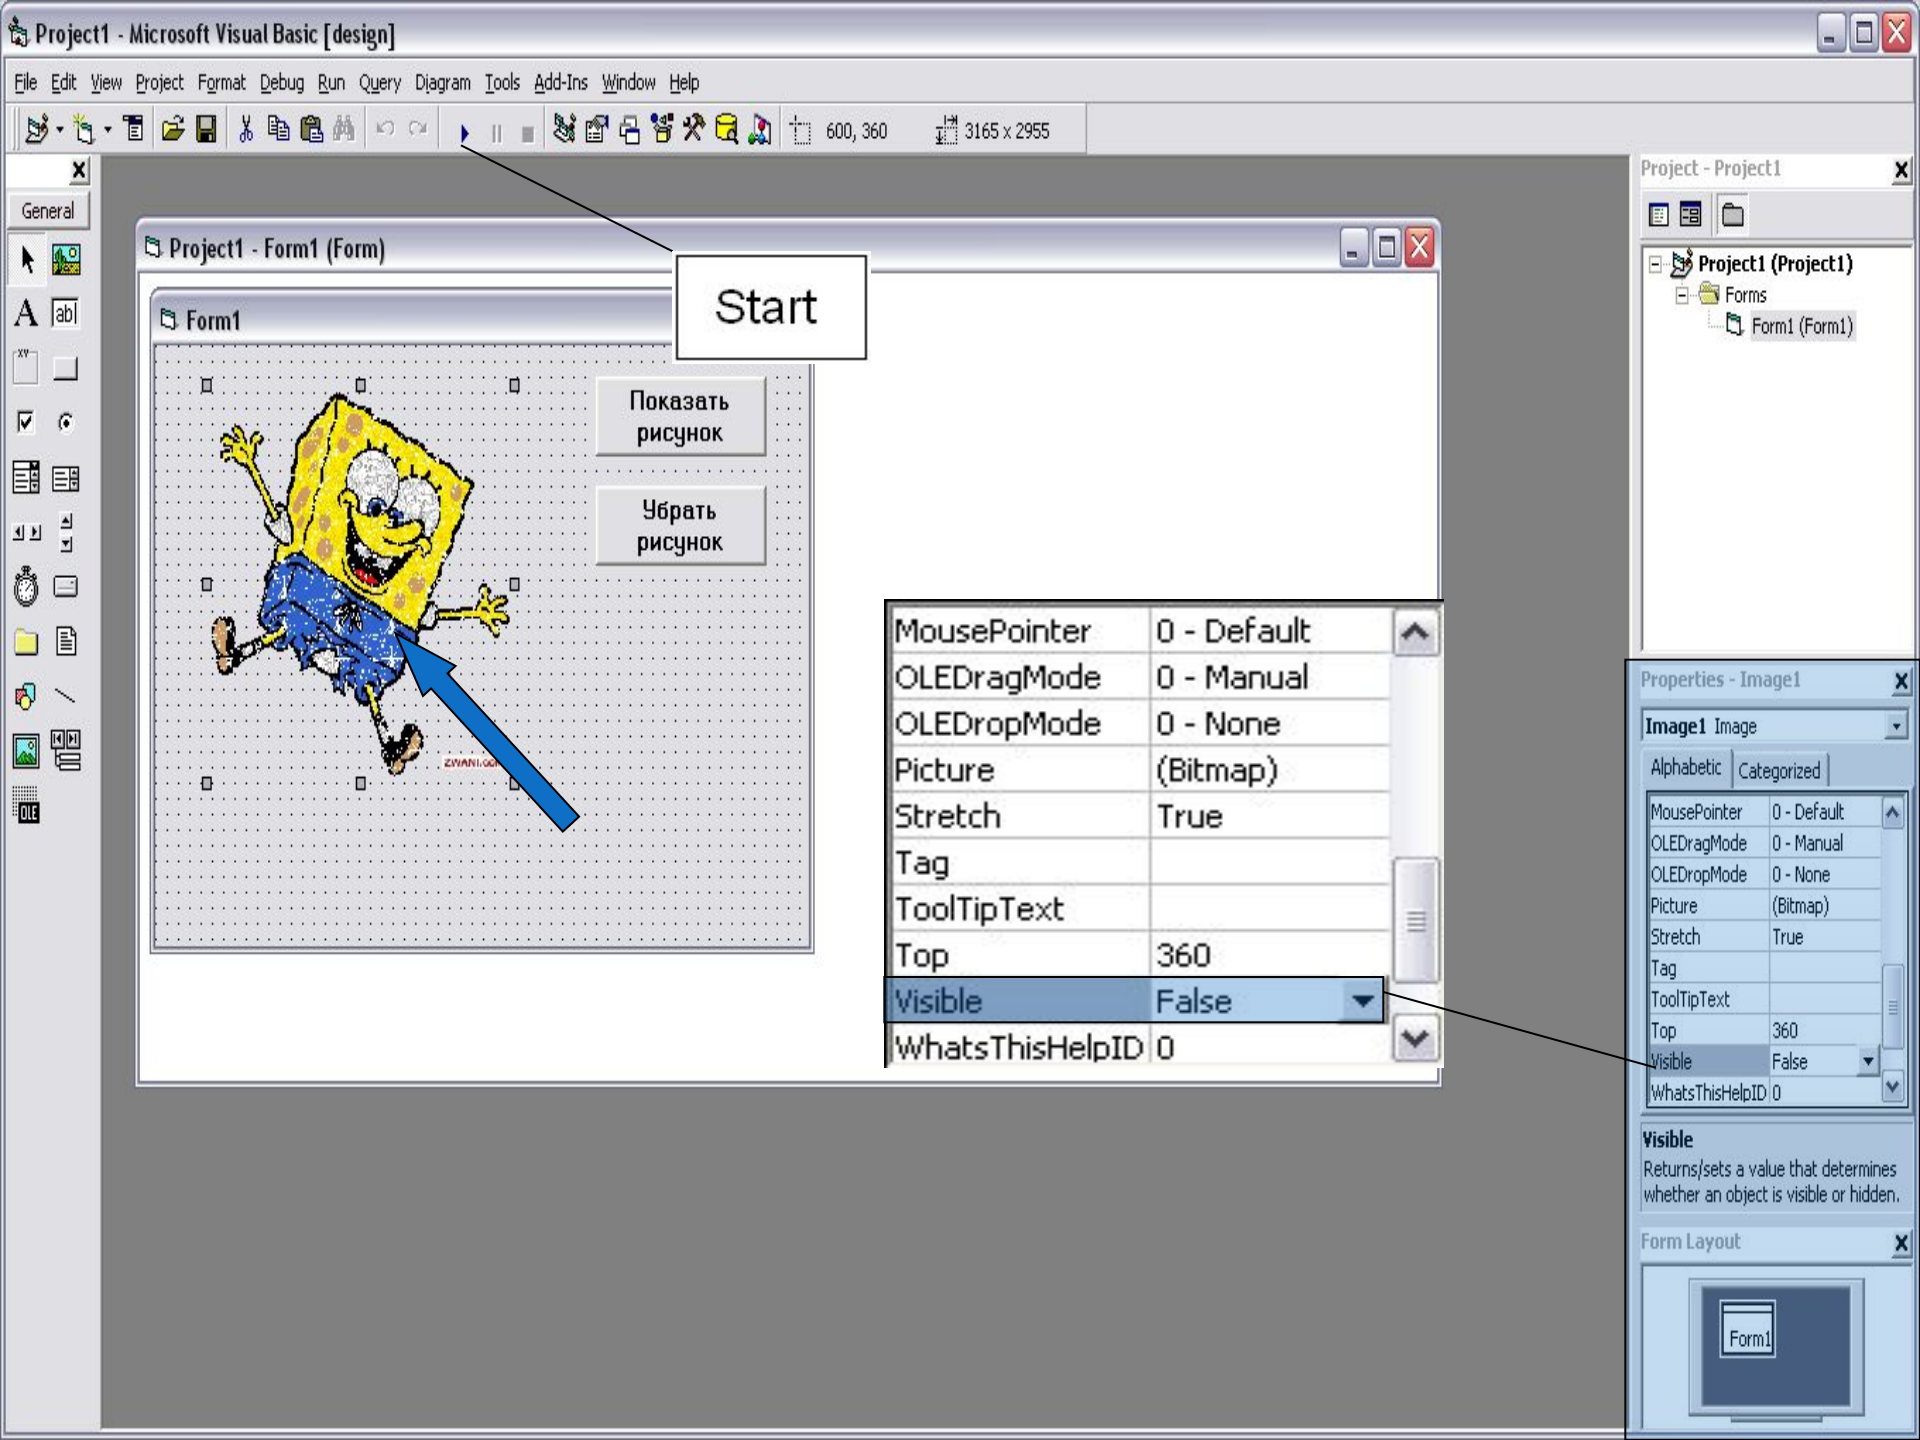 Project1 - Microsoft Visual Basic [design]
File Edit View Project Format Debug Run Query Diagram Tools Add-Ins Window Help
600, 360 3165 x 2955
General
A ab|
xy
OLE
Project1 - Form1 (Form)
Start
Form1
Показать
рисунок
Убрать
рисунок
MousePointer 0 - Default
OLEDragMode 0 - Manual
OLEDropMode 0 - None
Picture (Bitmap)
Stretch True
Tag
ToolTipText
Top 360
Visible False
WhatsThisHelpID 0
Project - Project1
Project1 (Project1)
Forms
Form1 (Form1)
Properties - Image1
Image1 Image
Alphabetic Categorized
MousePointer 0 - Default
OLEDragMode 0 - Manual
OLEDropMode 0 - None
Picture (Bitmap)
Stretch True
Tag
ToolTipText
Top 360
Visible False
WhatsThisHelpID 0
Visible
Returns/sets a value that determines
whether an object is visible or hidden.
Form Layout
Form1